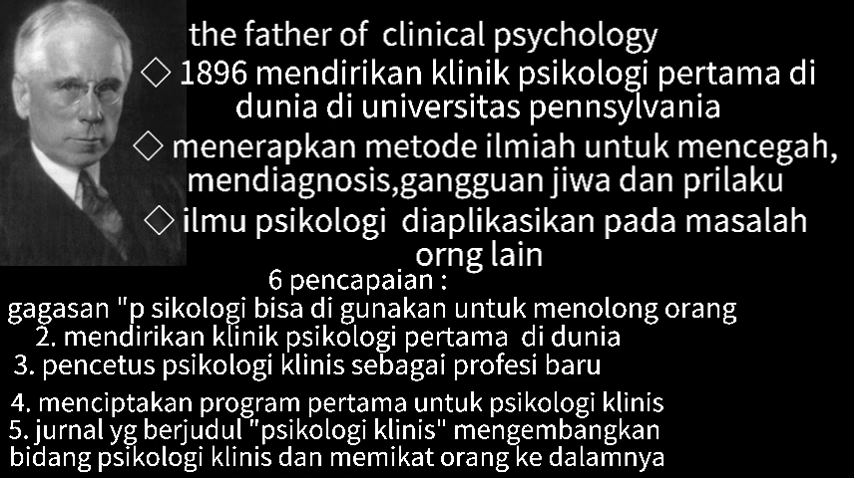 the father of clinical psychology
◇ 1896 mendirikan klinik psikologi pertama di
dunia di universitas pennsylvania
◇ menerapkan metode ilmiah untuk mencegah,
mendiagnosis,gangguan jiwa dan prilaku
◇ ilmu psikologi diaplikasikan pada masalah
orng lain
6 pencapaian :
gagasan "p sikologi bisa di gunakan untuk menolong orang
2. mendirikan klinik psikologi pertama di dunia
3. pencetus psikologi klinis sebagai profesi baru
4. menciptakan program pertama untuk psikologi klinis
5. jurnal yg berjudul "psikologi klinis" mengembangkan
bidang psikologi klinis dan memikat orang ke dalamnya